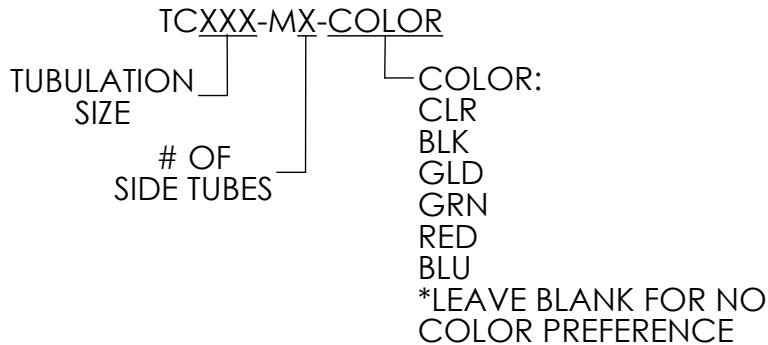 TCXXX-MX-COLOR
TUBULATION
SIZE
# OF
SIDE TUBES
COLOR:
CLR
BLK
GLD
GRN
RED
BLU
*LEAVE BLANK FOR NO
COLOR PREFERENCE